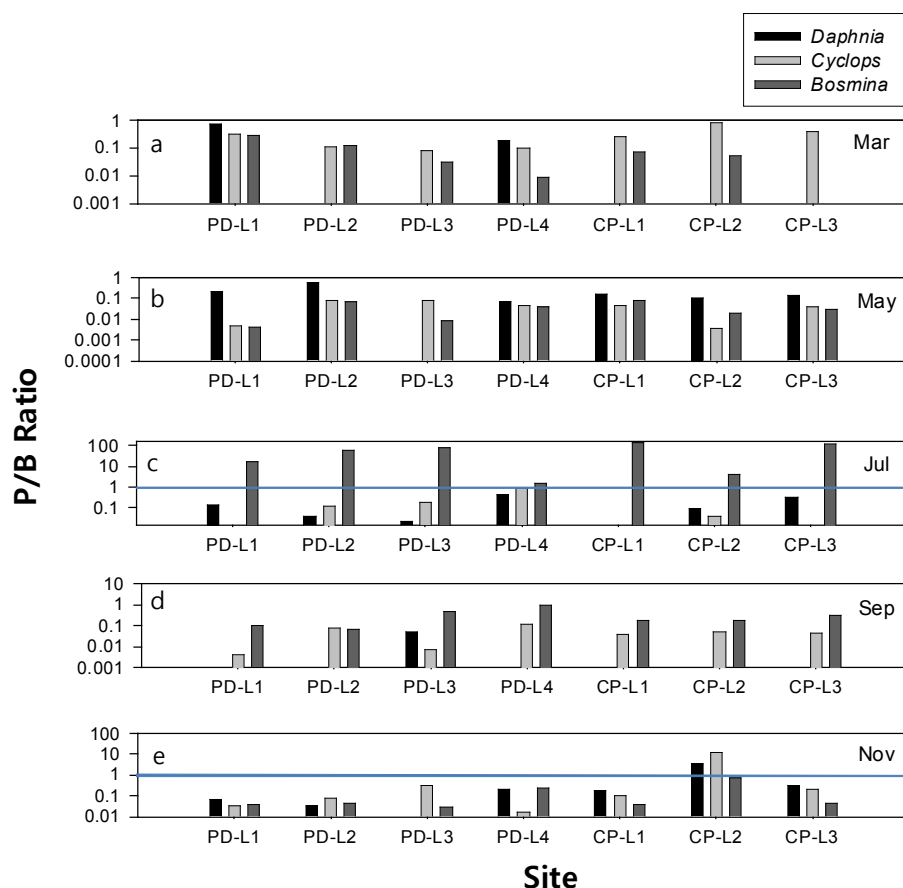 Daphnia
Cyclops
Bosmina
P/B Ratio
1
0.1
0.01
0.001
a
Mar
PD-L1 PD-L2 PD-L3 PD-L4 CP-L1 CP-L2 CP-L3
1
0.1
0.01
0.001
0.0001
b
May
PD-L1 PD-L2 PD-L3 PD-L4 CP-L1 CP-L2 CP-L3
100
10
1
0.1
c
Jul
PD-L1 PD-L2 PD-L3 PD-L4 CP-L1 CP-L2 CP-L3
10
1
0.1
0.01
0.001
d
Sep
PD-L1 PD-L2 PD-L3 PD-L4 CP-L1 CP-L2 CP-L3
100
10
1
0.1
0.01
e
Nov
PD-L1 PD-L2 PD-L3 PD-L4 CP-L1 CP-L2 CP-L3
Site